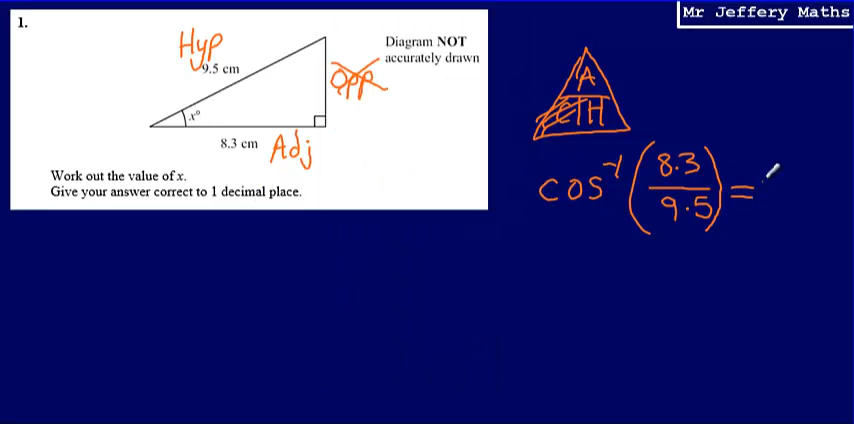 Mr Jeffery Maths
1.
Hyp
9.5 cm
Diagram NOT
accurately drawn
Opp
x°
8.3 cm
Adj
Work out the value of x.
Give your answer correct to 1 decimal place.
A
CH
cos⁻¹(8.3/9.5) =